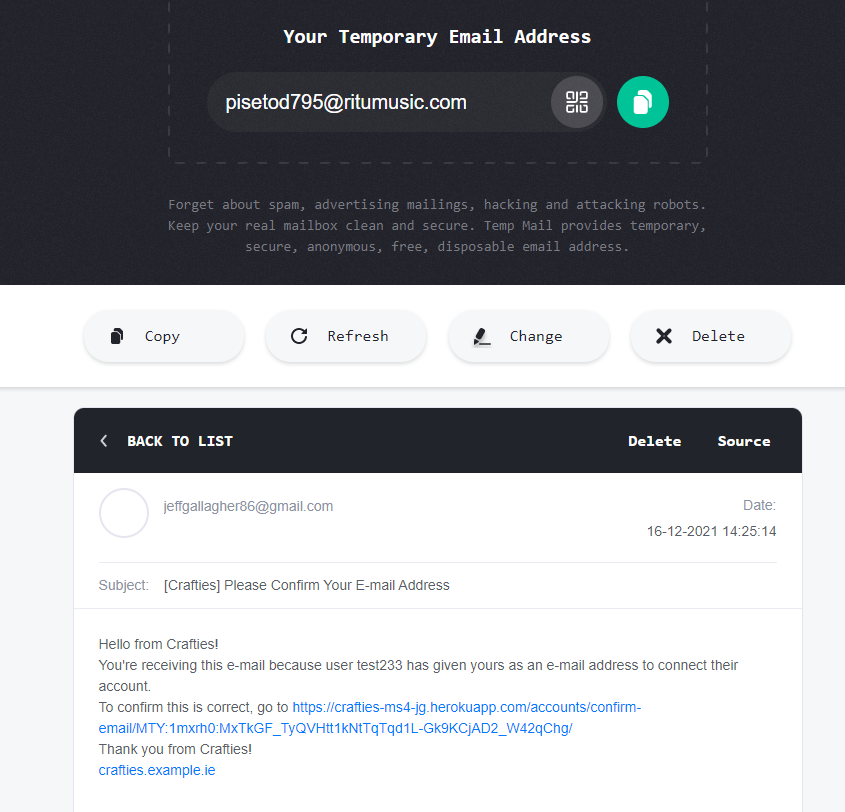 Your Temporary Email Address
pisetod795@ritumusic.com
Forget about spam, advertising mailings, hacking and attacking robots.
Keep your real mailbox clean and secure. Temp Mail provides temporary,
secure, anonymous, free, disposable email address.
Copy
Refresh
Change
Delete
BACK TO LIST
Delete
Source
jeffgallagher86@gmail.com
Date:
16-12-2021 14:25:14
Subject: [Crafties] Please Confirm Your E-mail Address
Hello from Crafties!
You're receiving this e-mail because user test233 has given yours as an e-mail address to connect their
account.
To confirm this is correct, go to https://crafties-ms4-jg.herokuapp.com/accounts/confirm-
email/MTY:1mxrh0:MxTkGF_TyQVHtt1kNtTqTqd1L-Gk9KCjAD2_W42qChg/
Thank you from Crafties!
crafties.example.ie